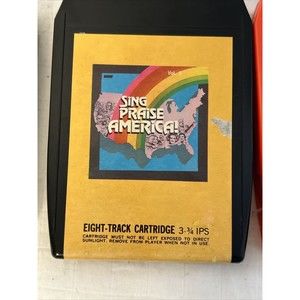 SING
PRAISE
AMERICA!
EIGHT-TRACK CARTRIDGE 3-¾ IPS
CARTRIDGE MUST NOT BE LEFT EXPOSED TO DIRECT
SUNLIGHT. REMOVE FROM PLAYER WHEN NOT IN USE.